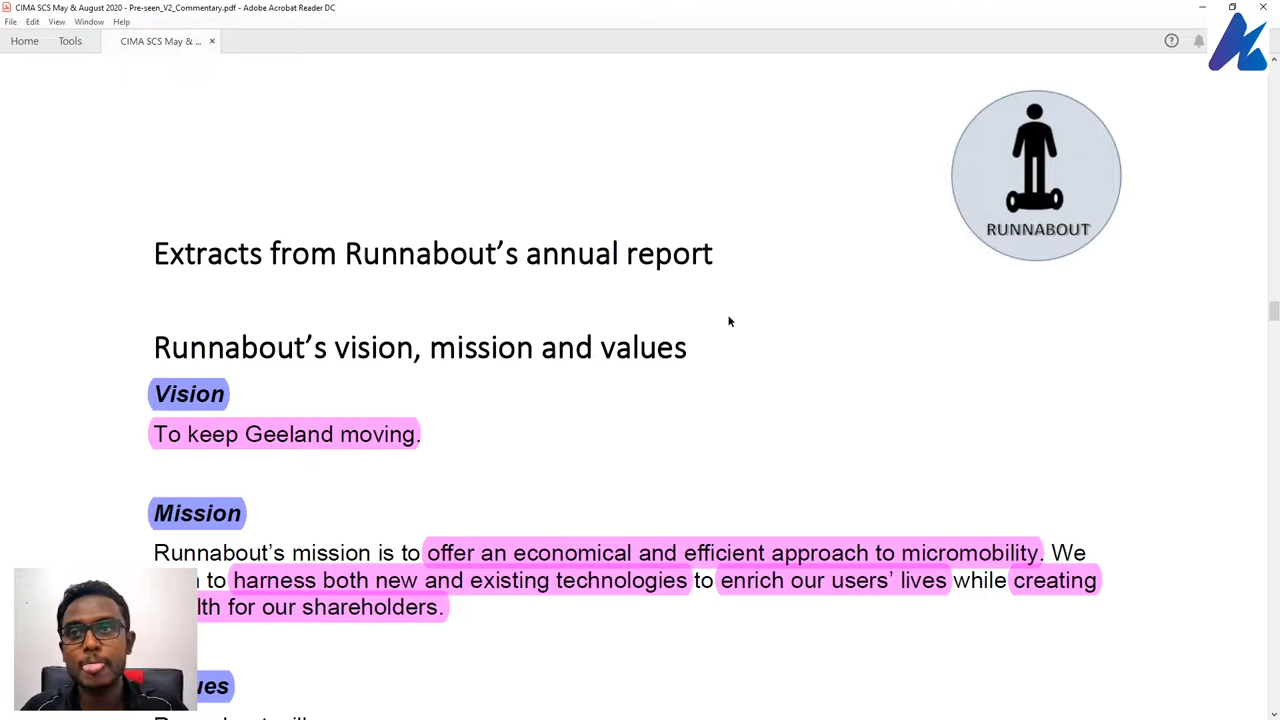 CIMA SCS May & August 2020 - Pre-seen_V2_Commentary.pdf - Adobe Acrobat Reader DC
File Edit View Window Help
Home Tools CIMA SCS May & ... ×
RUNNABOUT
Extracts from Runnabout's annual report
Runnabout's vision, mission and values
Vision
To keep Geeland moving.
Mission
Runnabout's mission is to offer an economical and efficient approach to micromobility. We
to harness both new and existing technologies to enrich our users' lives while creating
for our shareholders.